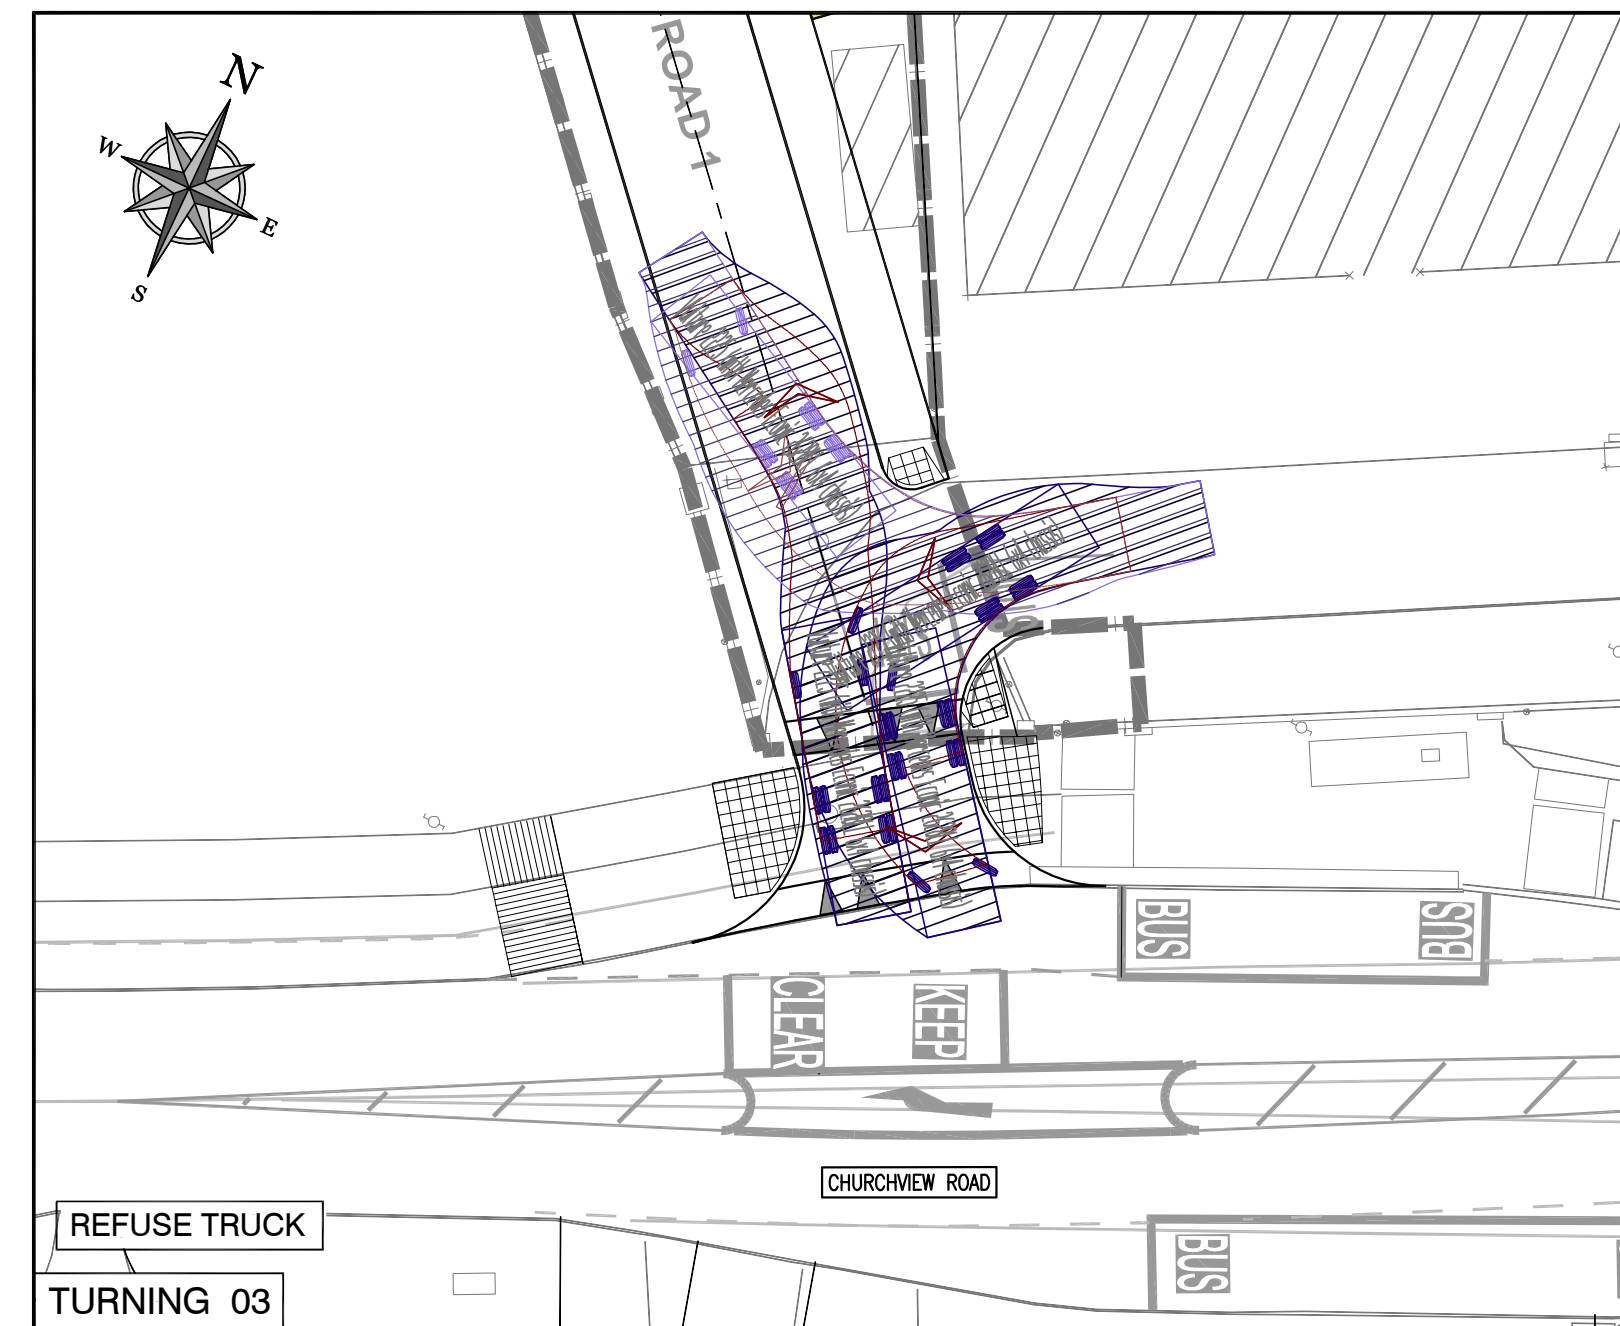 N
W
E
S
ROAD 1
BUS
BUS
CLEAR
KEEP
CHURCHVIEW ROAD
REFUSE TRUCK
BUS
TURNING 03